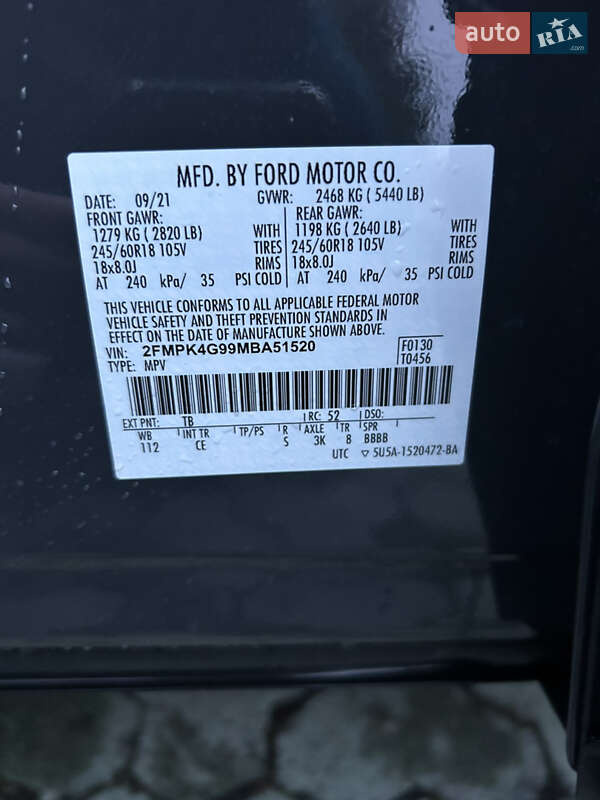 auto RIA.com
MFD. BY FORD MOTOR CO.
DATE: 09/21 GVWR: 2468 KG (5440 LB)
FRONT GAWR: REAR GAWR:
1279 KG (2820 LB) WITH 1198 KG (2640 LB) WITH
245/60R18 105V TIRES 245/60R18 105V TIRES
18x8.0J RIMS 18x8.0J RIMS
AT 240 kPa/ 35 PSI COLD AT 240 kPa/ 35 PSI COLD
THIS VEHICLE CONFORMS TO ALL APPLICABLE FEDERAL MOTOR
VEHICLE SAFETY AND THEFT PREVENTION STANDARDS IN
EFFECT ON THE DATE OF MANUFACTURE SHOWN ABOVE.
VIN: 2FMPK4G99MBA51520 F0130
TYPE: MPV T0456
EXT PNT: TB RC: 52 DSO:
WB INT TR TP/PS R AXLE TR SPR
112 CE S 3K 8 BBBB
UTC ▽ 5U5A-1520472-BA